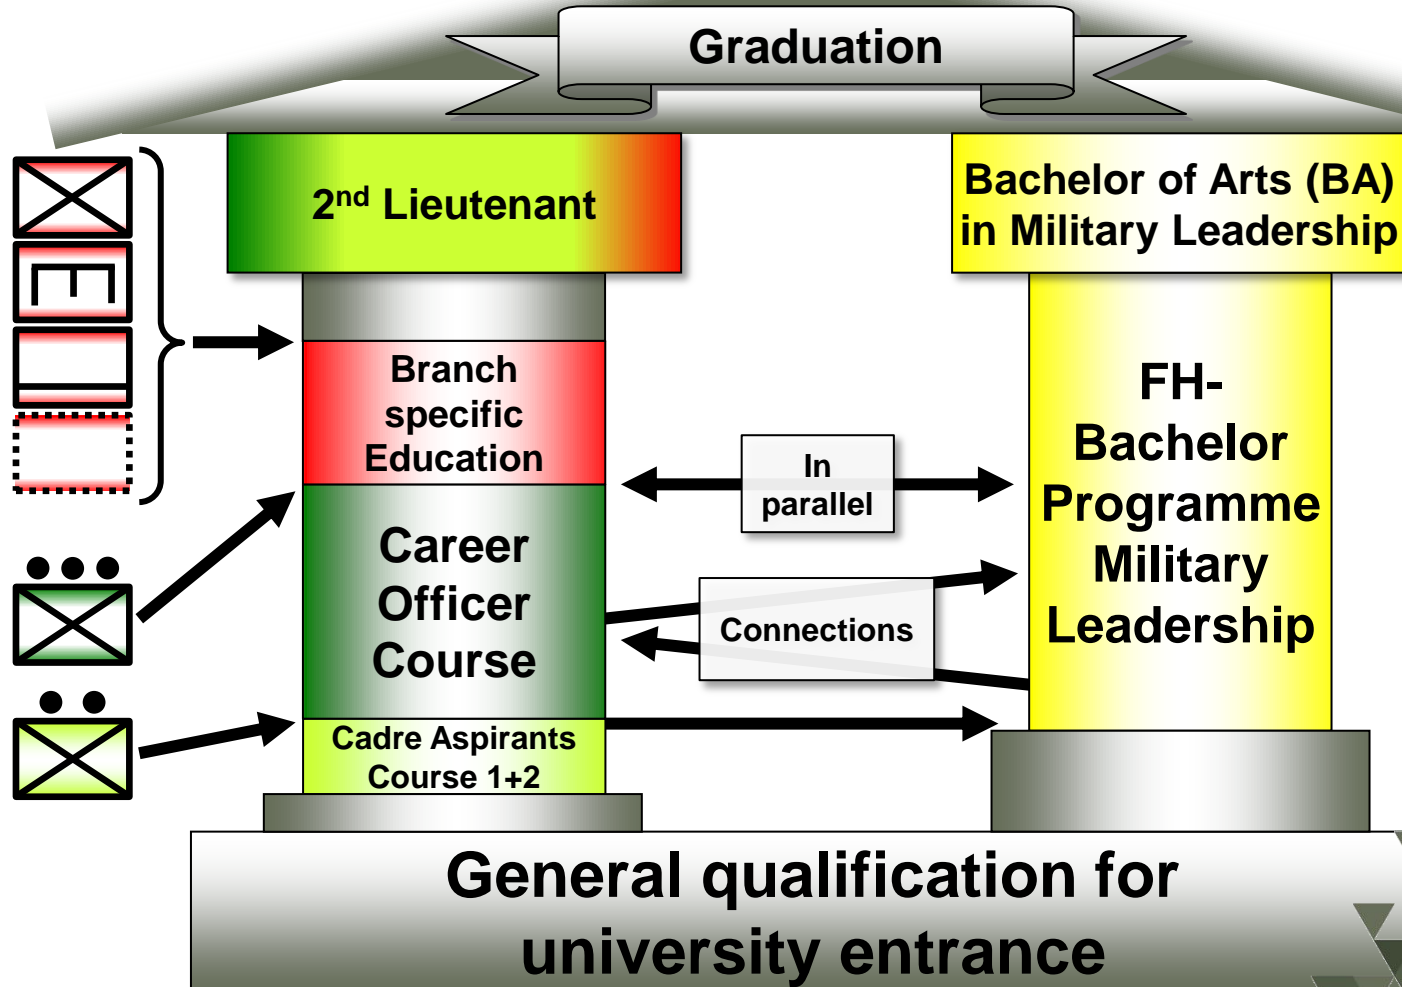 Graduation
2nd Lieutenant
Bachelor of Arts (BA)
in Military Leadership
E
Branch
specific
Education
Career
Officer
Course
Cadre Aspirants
Course 1+2
In
parallel
Connections
FH-
Bachelor
Programme
Military
Leadership
General qualification for
university entrance